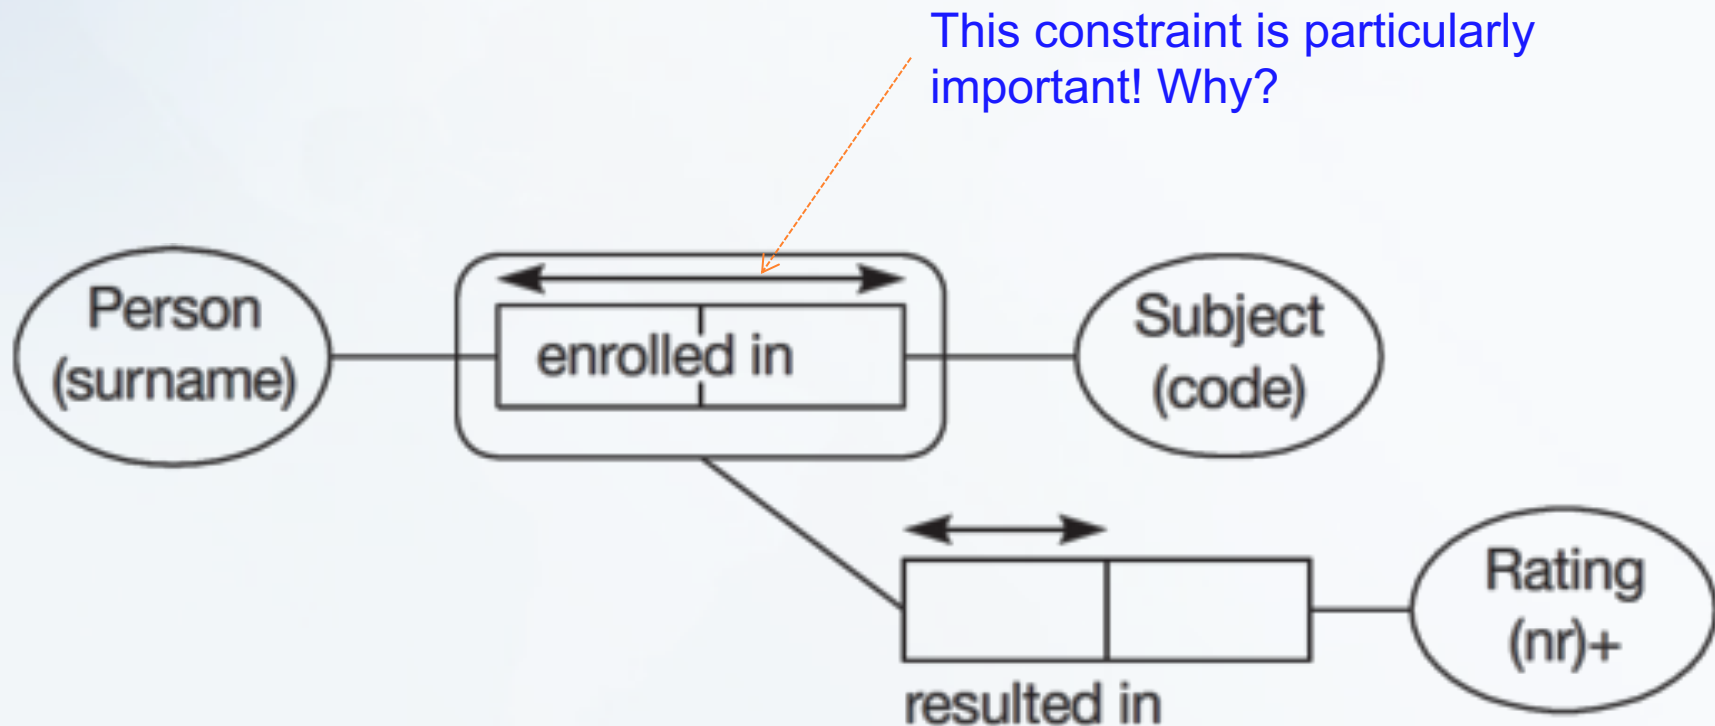 This constraint is particularly
important! Why?
Person
(surname)
enrolled in
Subject
(code)
Rating
(nr)+
resulted in